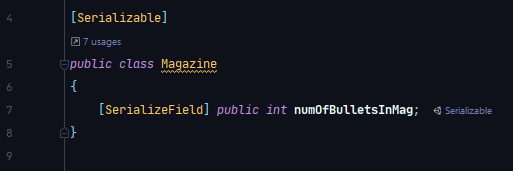 4 [Serializable]
7 usages
5 public class Magazine
6 {
7 [SerializeField] public int numOfBulletsInMag; Serializable
8 }
9